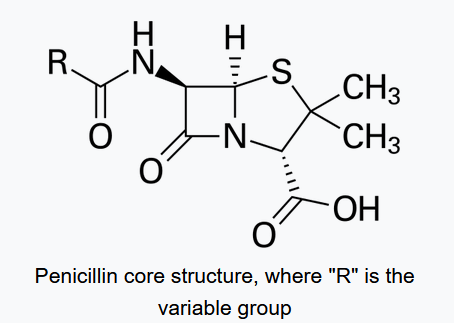 H
H
R
N
S
CH3
O
N
CH3
O
OH
O
Penicillin core structure, where "R" is the
variable group